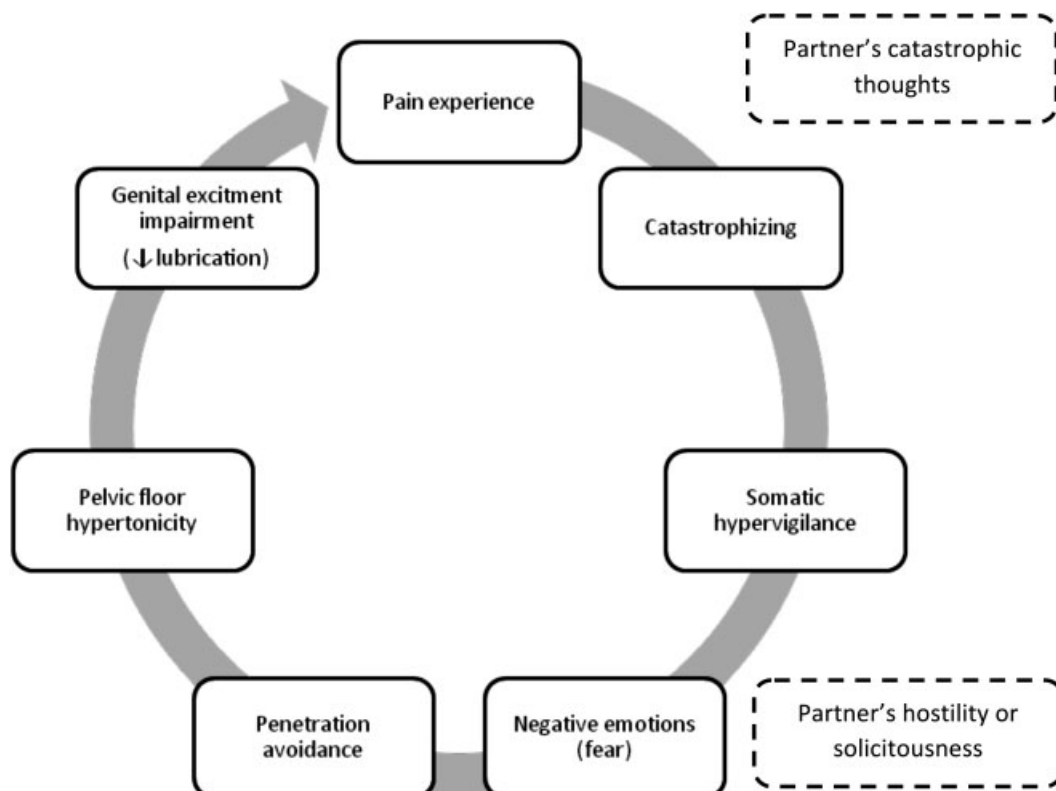 Partner’s catastrophic
thoughts
Pain experience
Genital excitment
impairment
(↓lubrication)
Catastrophizing
Pelvic floor
hypertonicity
Somatic
hypervigilance
Penetration
avoidance
Negative emotions
(fear)
Partner’s hostility or
solicitousness